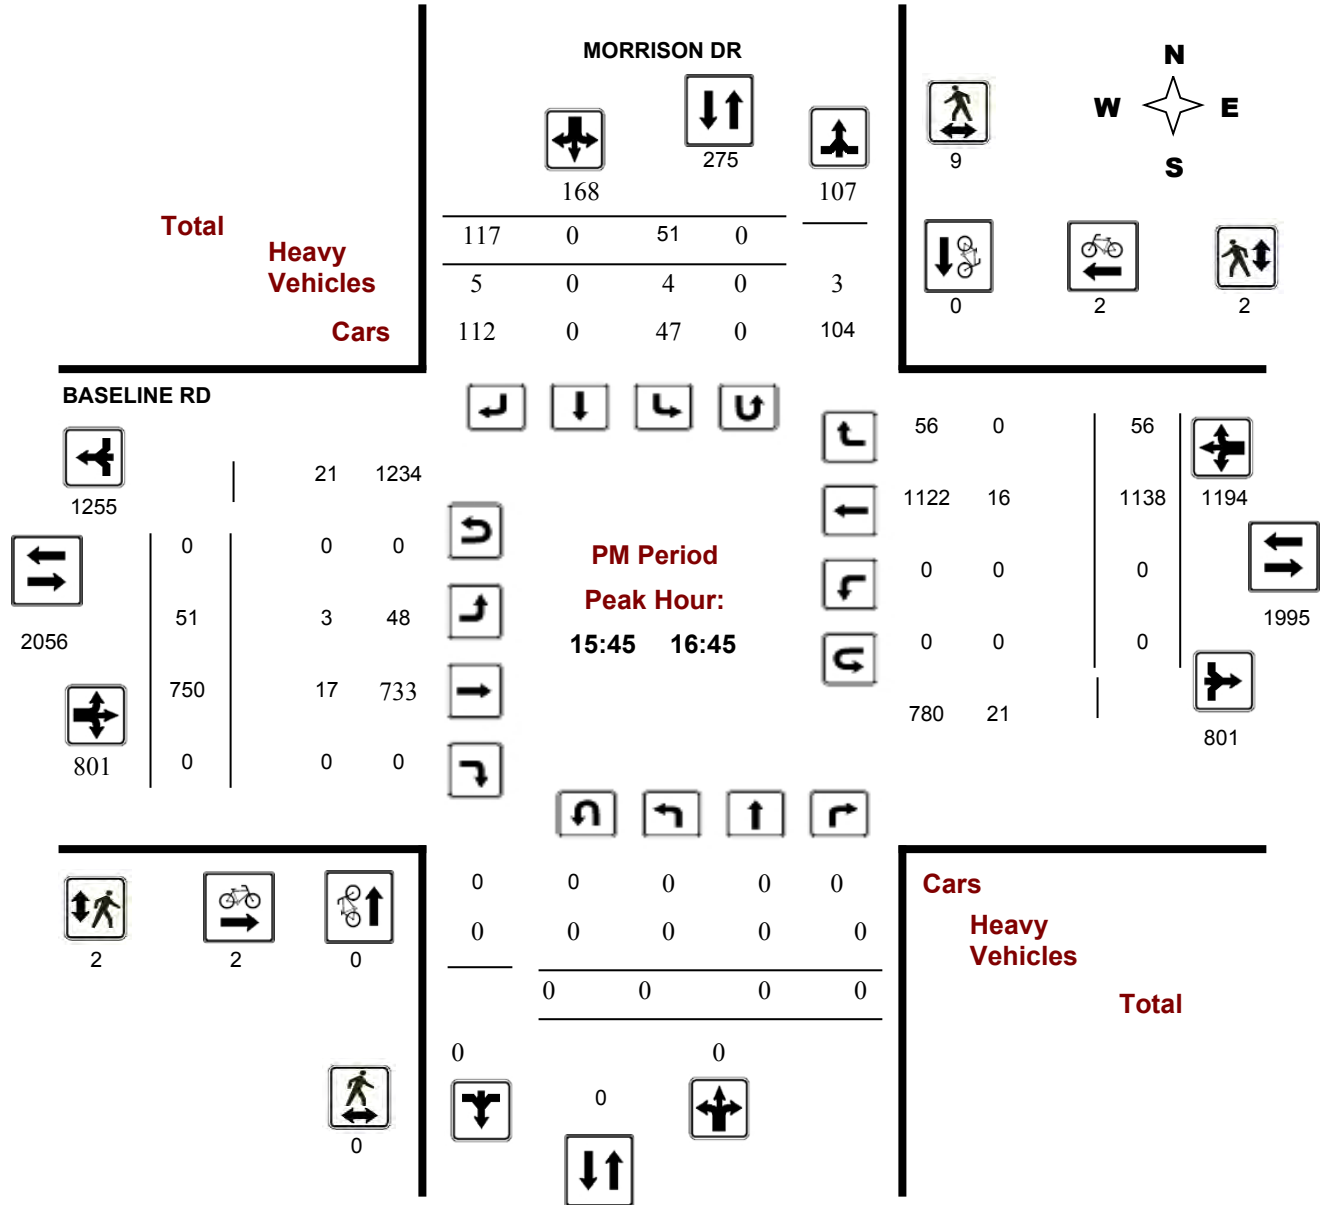 MORRISON DR
N
W E
S
275
9
168
107
Total
117 0 51 0
Heavy
Vehicles
5 0 4 0 3
0 2 2
Cars
112 0 47 0 104
BASELINE RD
56 0 56
21 1234
1255
1122 16 1138 1194
0 0 0
PM Period
0 0 0
Peak Hour:
51 3 48
1995
2056
15:45 16:45
0 0 0
750 17 733
780 21
801
801 0 0 0
0 0 0 0 0
Cars
Heavy
Vehicles
0 0 0 0 0
2 2 0
0 0 0 0
Total
0 0
0
0